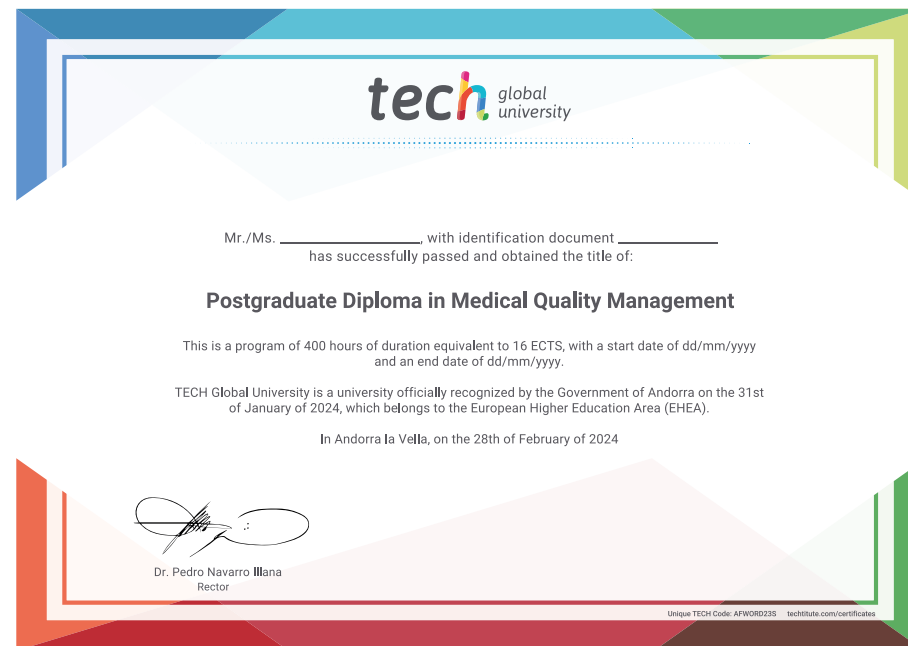 tech global university
Mr./Ms. ____________________, with identification document ______________
has successfully passed and obtained the title of:
Postgraduate Diploma in Medical Quality Management
This is a program of 400 hours of duration equivalent to 16 ECTS, with a start date of dd/mm/yyyy
and an end date of dd/mm/yyyy.
TECH Global University is a university officially recognized by the Government of Andorra on the 31st
of January of 2024, which belongs to the European Higher Education Area (EHEA).
In Andorra la Vella, on the 28th of February of 2024
Dr. Pedro Navarro Illana
Rector
Unique TECH Code: AFWORD23S techtitute.com/certificates